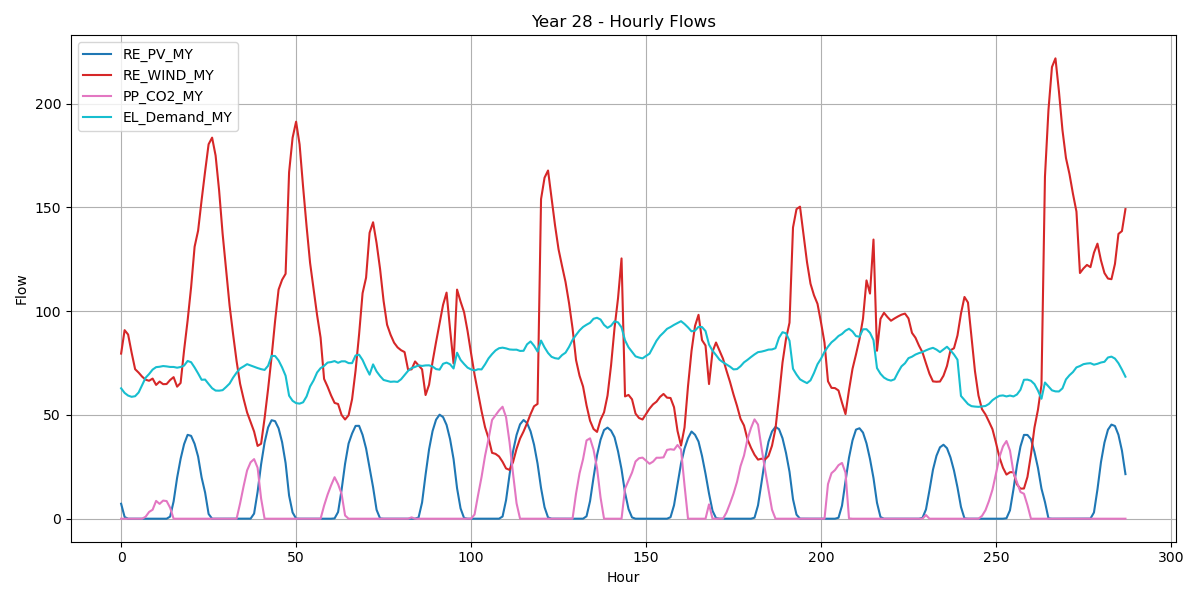 Year 28 - Hourly Flows
RE_PV_MY
RE_WIND_MY
PP_CO2_MY
EL_Demand_MY
Flow
200
150
100
50
0
0 50 100 150 200 250 300
Hour